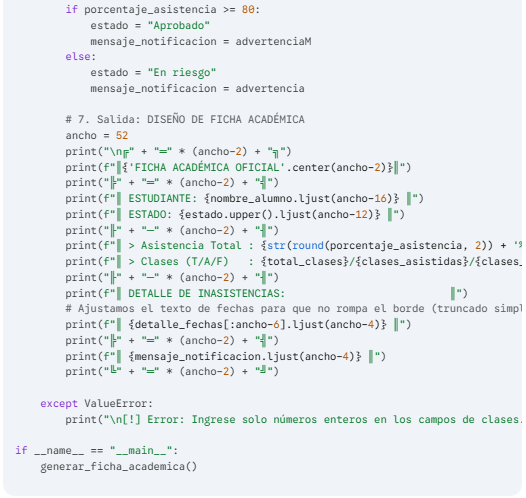 if porcentaje_asistencia >= 80:
estado = "Aprobado"
mensaje_notificacion = advertenciaM
else:
estado = "En riesgo"
mensaje_notificacion = advertencia
# 7. Salida: DISEÑO DE FICHA ACADÉMICA
ancho = 52
print("\n╔" + "═" * (ancho-2) + "╗")
print(f"║{'FICHA ACADÉMICA OFICIAL'.center(ancho-2)}║")
print("╠" + "═" * (ancho-2) + "╣")
print(f"║ ESTUDIANTE: {nombre_alumno.ljust(ancho-16)} ║")
print(f"║ ESTADO: {estado.upper().ljust(ancho-12)} ║")
print("╟" + "─" * (ancho-2) + "╢")
print(f"║ > Asistencia Total : {str(round(porcentaje_asistencia, 2)) + '%
print(f"║ > Clases (T/A/F)   : {total_clases}/{clases_asistidas}/{clases_
print("╟" + "─" * (ancho-2) + "╢")
print(f"║ DETALLE DE INASISTENCIAS:                          ║")
# Ajustamos el texto de fechas para que no rompa el borde (truncado simpl
print(f"║ {detalle_fechas[:ancho-6].ljust(ancho-4)} ║")
print("╠" + "═" * (ancho-2) + "╣")
print(f"║ {mensaje_notificacion.ljust(ancho-4)} ║")
print("╚" + "═" * (ancho-2) + "╝")
except ValueError:
print("\n[!] Error: Ingrese solo números enteros en los campos de clases.
if __name__ == "__main__":
generar_ficha_academica()